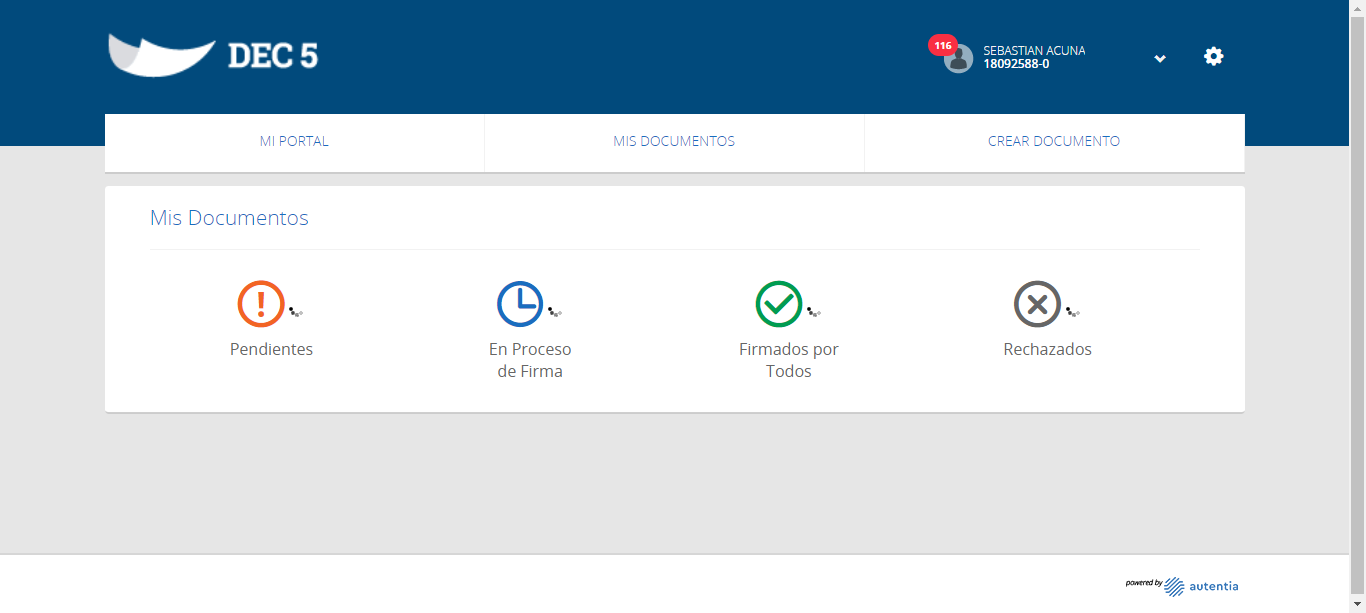 DEC 5
116
SEBASTIAN ACUNA
18092588-0
MI PORTAL
MIS DOCUMENTOS
CREAR DOCUMENTO
Mis Documentos
Pendientes
En Proceso
de Firma
Firmados por
Todos
Rechazados
powered by autentia